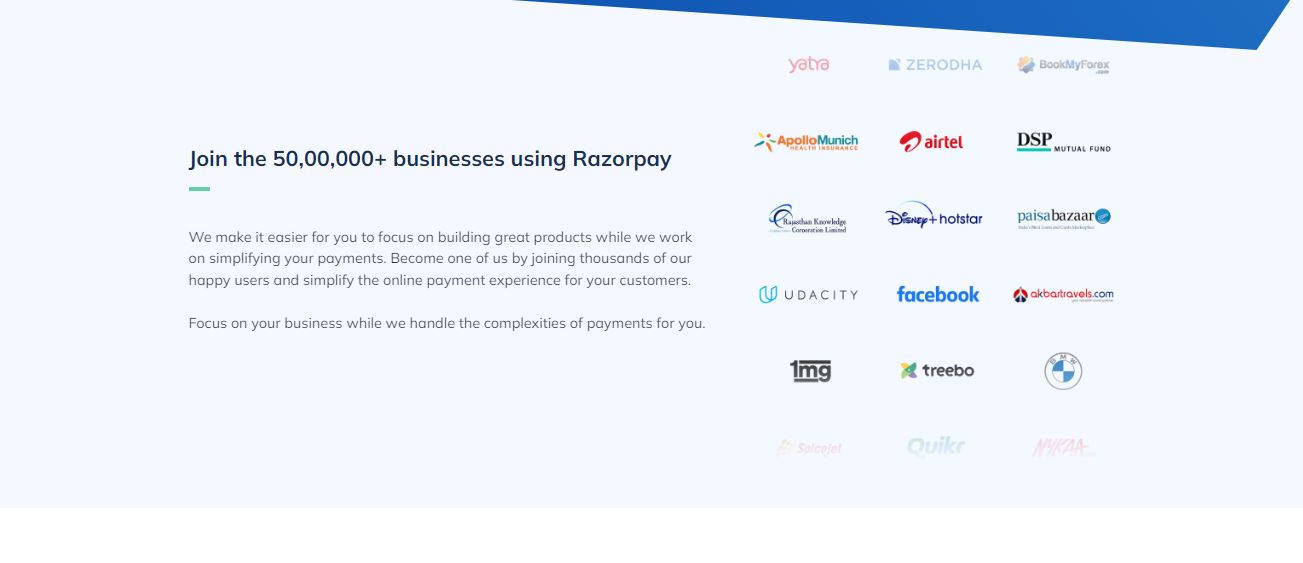 yatra ZERODHA BookMyForex
.com
Join the 50,00,000+ businesses using Razorpay
We make it easier for you to focus on building great products while we work
on simplifying your payments. Become one of us by joining thousands of our
happy users and simplify the online payment experience for your customers.
Focus on your business while we handle the complexities of payments for you.
ApolloMunich
HEALTH INSURANCE
airtel
DSP
MUTUAL FUND
Rajasthan Knowledge
Corporation Limited
Disney+ hotstar
paisabazaar
UDACITY facebook akbartravels.com
1mg treebo BMW
Spicejet Quikr NYKAA